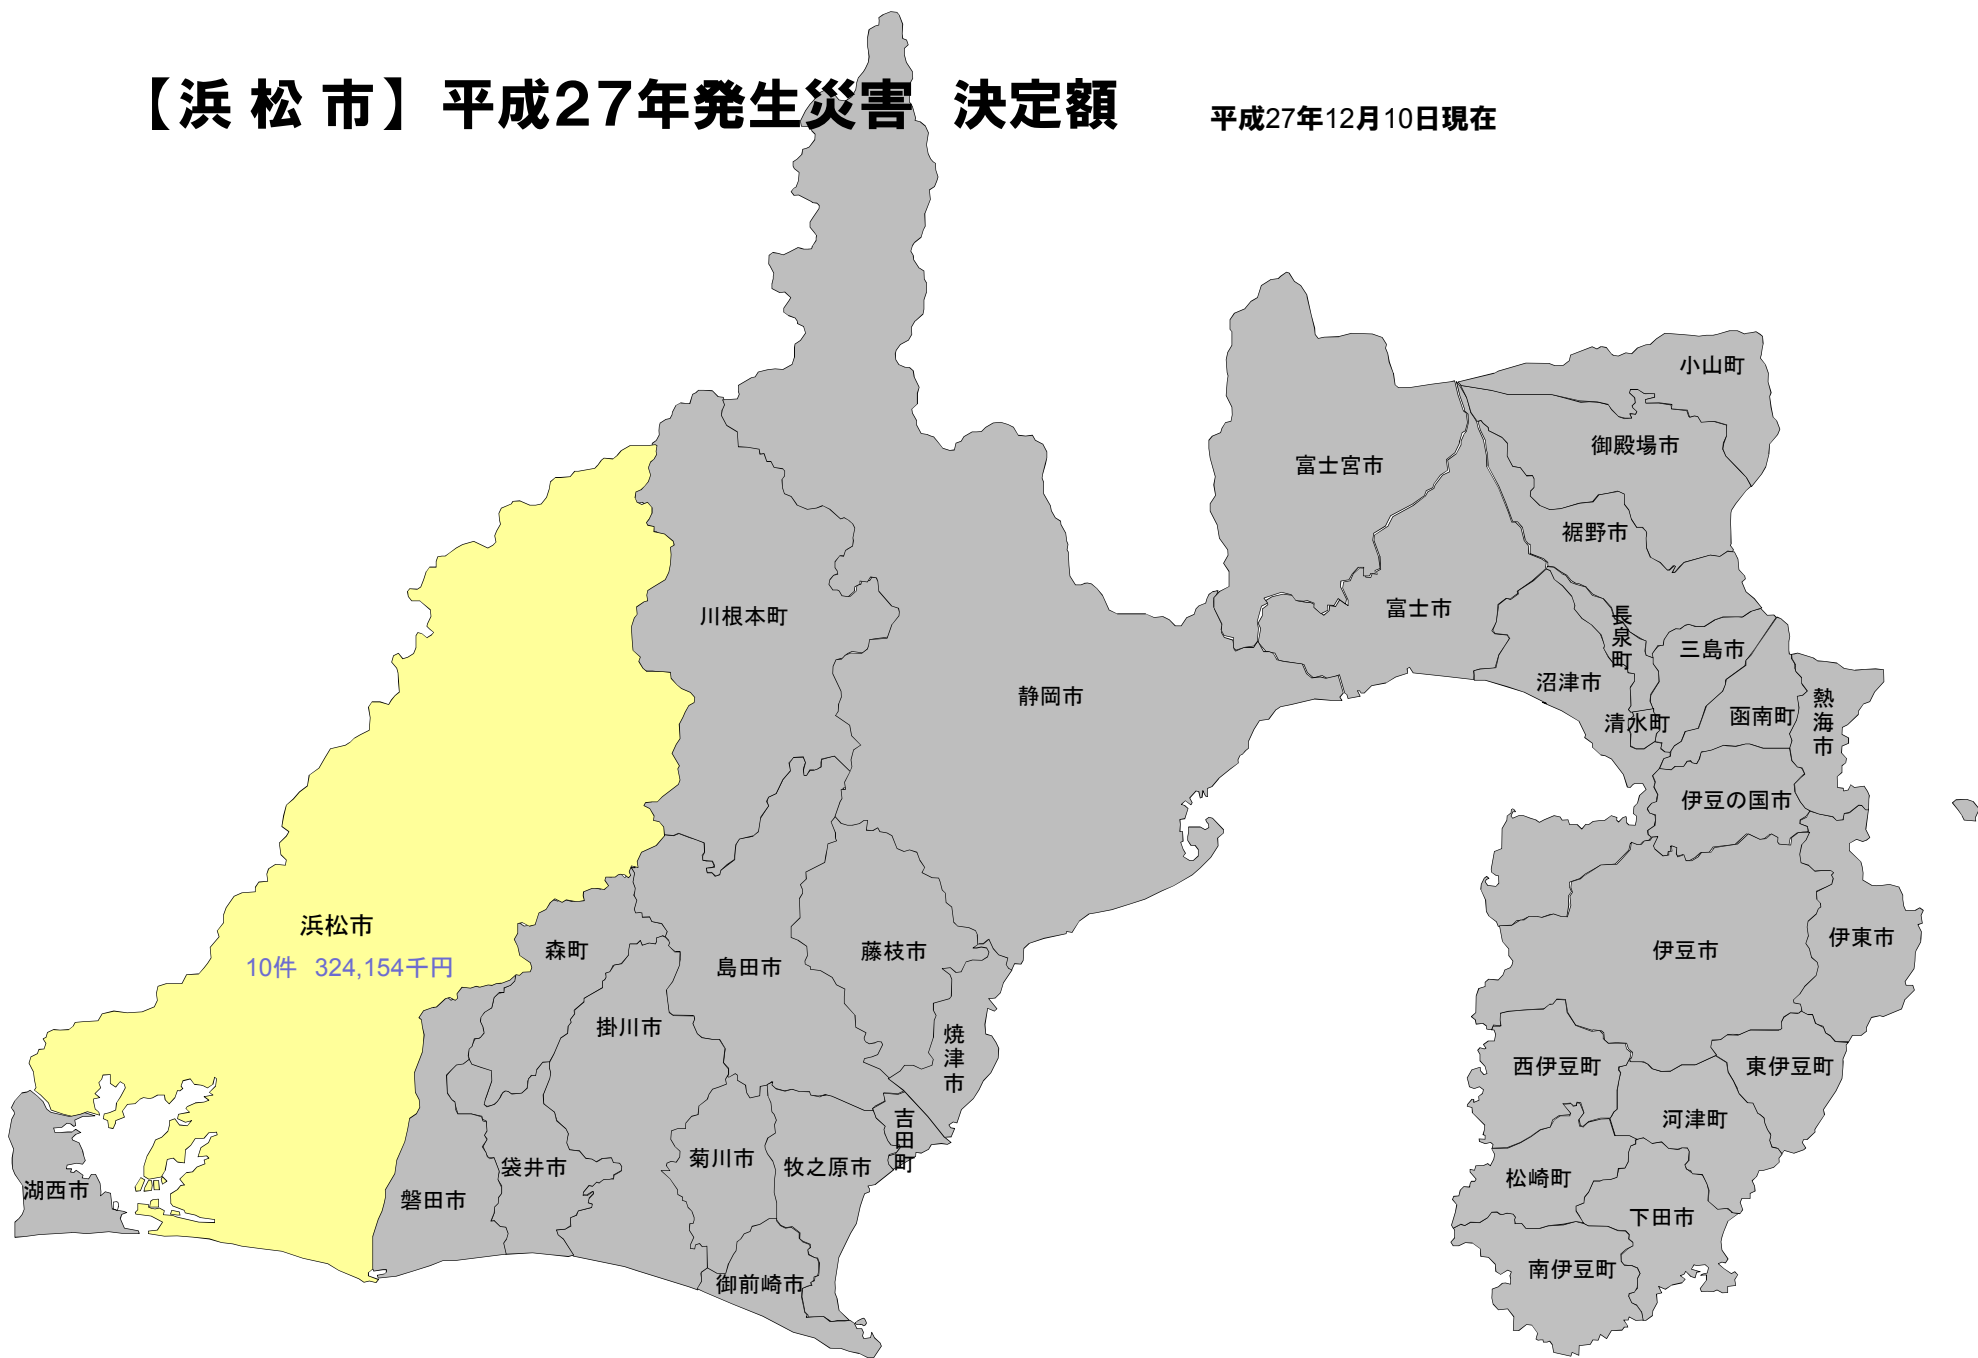 【浜 松 市】 平成27年発生災害　決定額
平成27年12月10日現在
小山町
御殿場市
富士宮市
裾野市
富士市
長泉町
三島市
川根本町
沼津市
静岡市
函南町
熱海市
清水町
伊豆の国市
浜松市
10件　324,154千円
森町
島田市
藤枝市
伊豆市
伊東市
掛川市
焼津市
西伊豆町
東伊豆町
河津町
吉田町
菊川市
牧之原市
袋井市
磐田市
湖西市
松崎町
下田市
南伊豆町
御前崎市